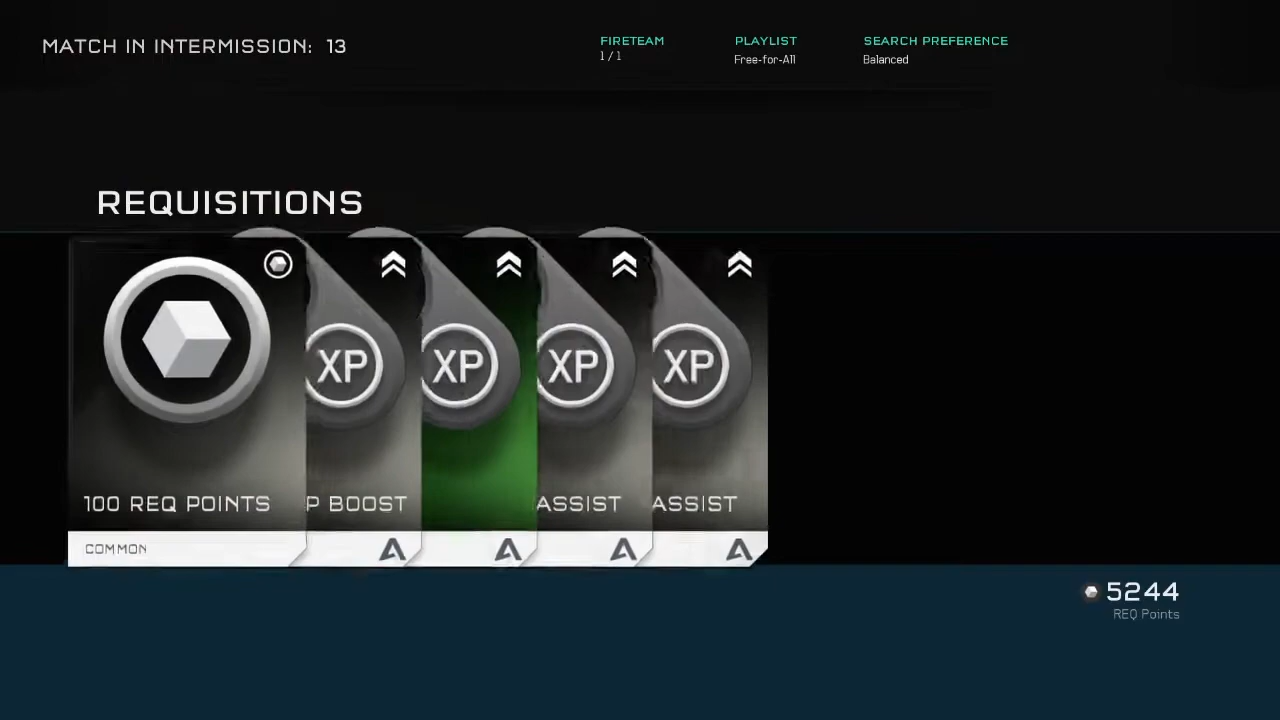 MATCH IN INTERMISSION: 13
FIRETEAM
1/1
PLAYLIST
Free-for-All
SEARCH PREFERENCE
Balanced
REQUISITIONS
XP XP XP XP
100 REQ POINTS
P BOOST
ASSIST
ASSIST
COMMON
5244
REQ Points